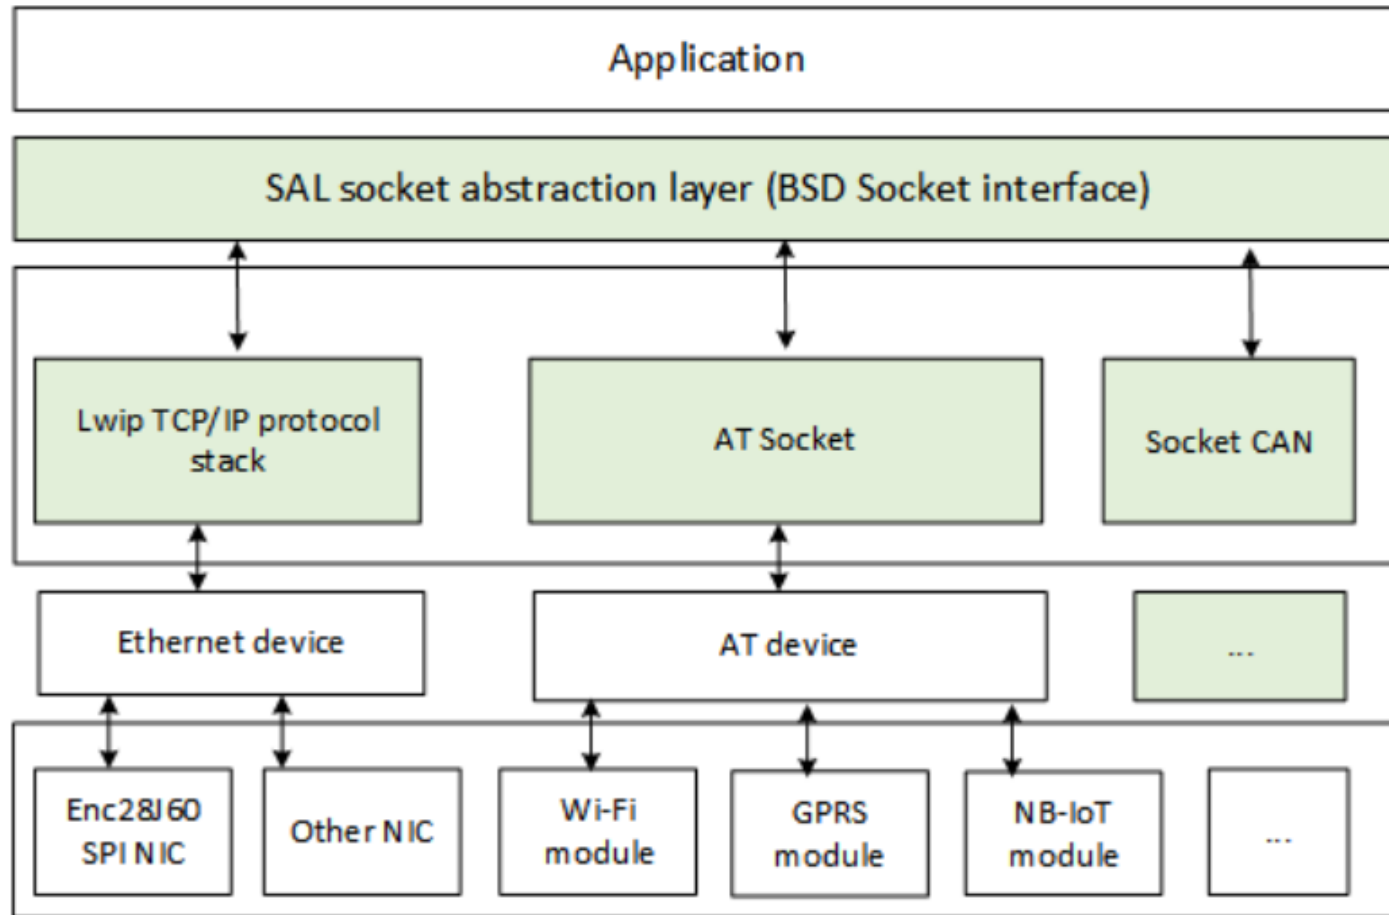 Application
SAL socket abstraction layer (BSD Socket interface)
Lwip TCP/IP protocol
stack
AT Socket
Socket CAN
Ethernet device
AT device
...
Enc28J60
SPI NIC
Other NIC
Wi-Fi
module
GPRS
module
NB-IoT
module
...